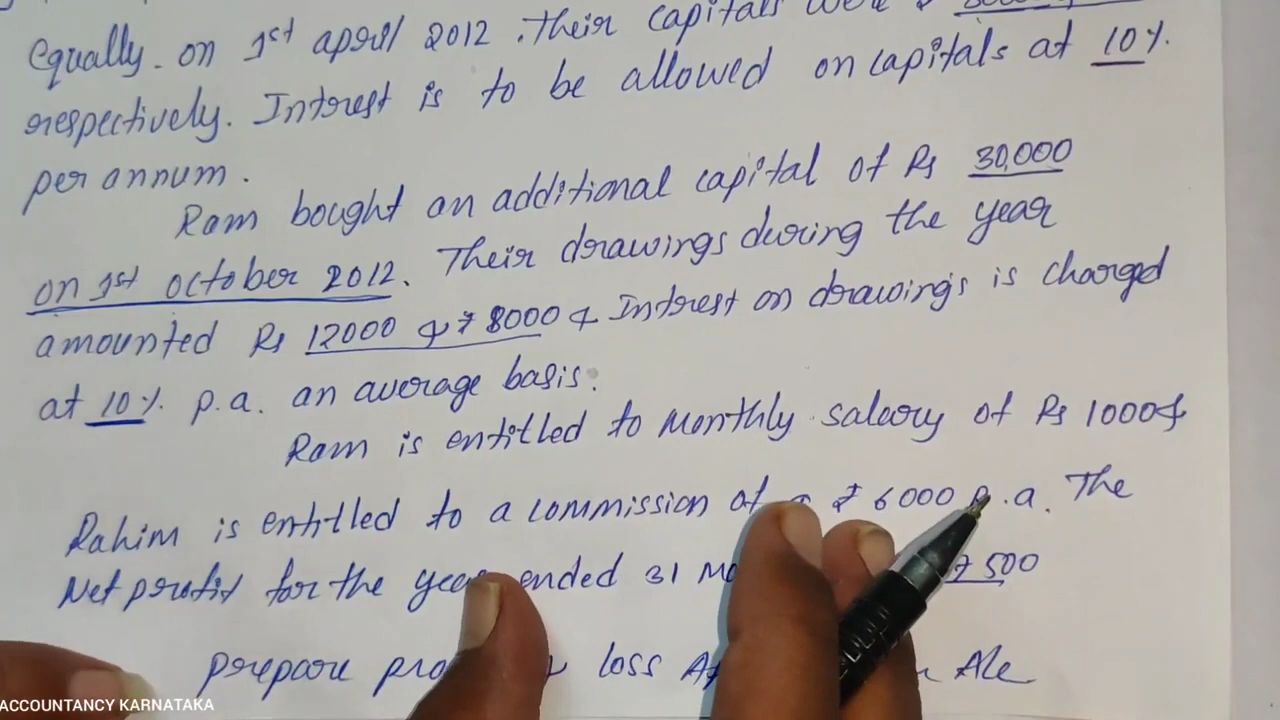 Equally. on 1st april 2012. Their capitals were ₹
respectively. Interest is to be allowed on capitals at 10%.
per annum.
Ram bought an additional capital of Rs 30,000
on 1st october 2012. Their drawings during the year
amounted Rs 12000 & ₹ 8000 & Interest on drawings is charged
at 10%. p.a. an average basis.
Ram is entitled to monthly salary of Rs 1000 &
Rahim is entitled to a commission of ₹ 6000 P.a. The
Net profit for the year ended 31 500
prepare loss Ale
ACCOUNTANCY KARNATAKA